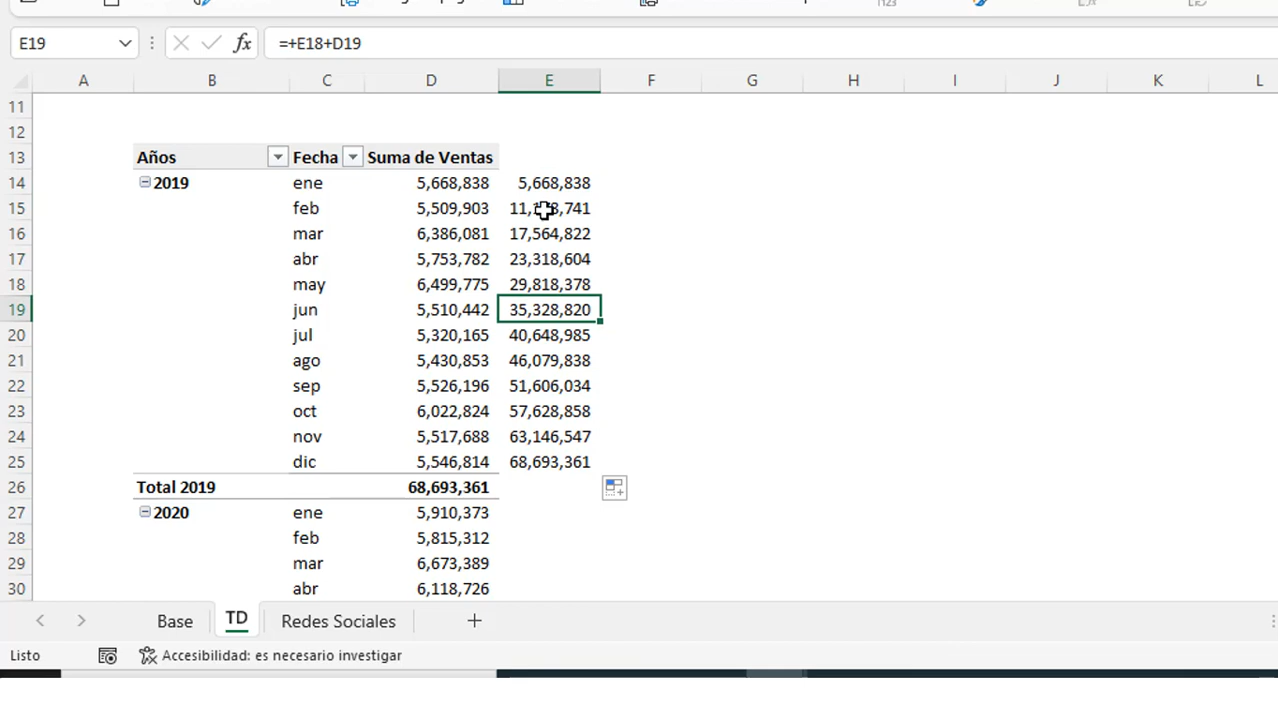 E19 fx =+E18+D19
A B C D E F G H I J K L
11
12
13 Años Fecha Suma de Ventas
14 2019 ene 5,668,838 5,668,838
15 feb 5,509,903
16 mar 6,386,081 17,564,822
17 abr 5,753,782 23,318,604
18 may 6,499,775 29,818,378
19 jun 5,510,442 35,328,820
20 jul 5,320,165 40,648,985
21 ago 5,430,853 46,079,838
22 sep 5,526,196 51,606,034
23 oct 6,022,824 57,628,858
24 nov 5,517,688 63,146,547
25 dic 5,546,814 68,693,361
26 Total 2019 68,693,361
27 2020 ene 5,910,373
28 feb 5,815,312
29 mar 6,673,389
30 abr 6,118,726
Base TD Redes Sociales +
Listo Accesibilidad: es necesario investigar